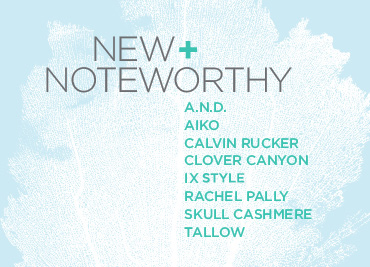 NEW+
NOTEWORTHY
A.N.D.
AIKO
CALVIN RUCKER
CLOVER CANYON
IX STYLE
RACHEL PALLY
SKULL CASHMERE
TALLOW